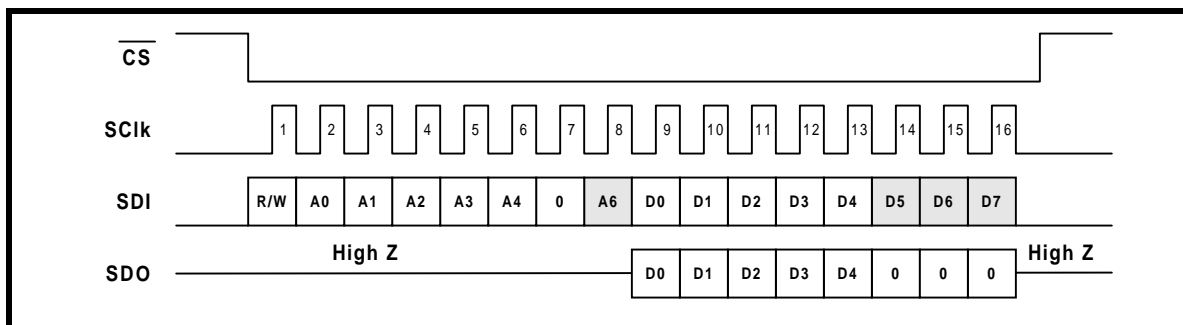 CS
SClk 1 2 3 4 5 6 7 8 9 10 11 12 13 14 15 16
SDI R/W A0 A1 A2 A3 A4 0 A6 D0 D1 D2 D3 D4 D5 D6 D7
High Z High Z
SDO D0 D1 D2 D3 D4 0 0 0